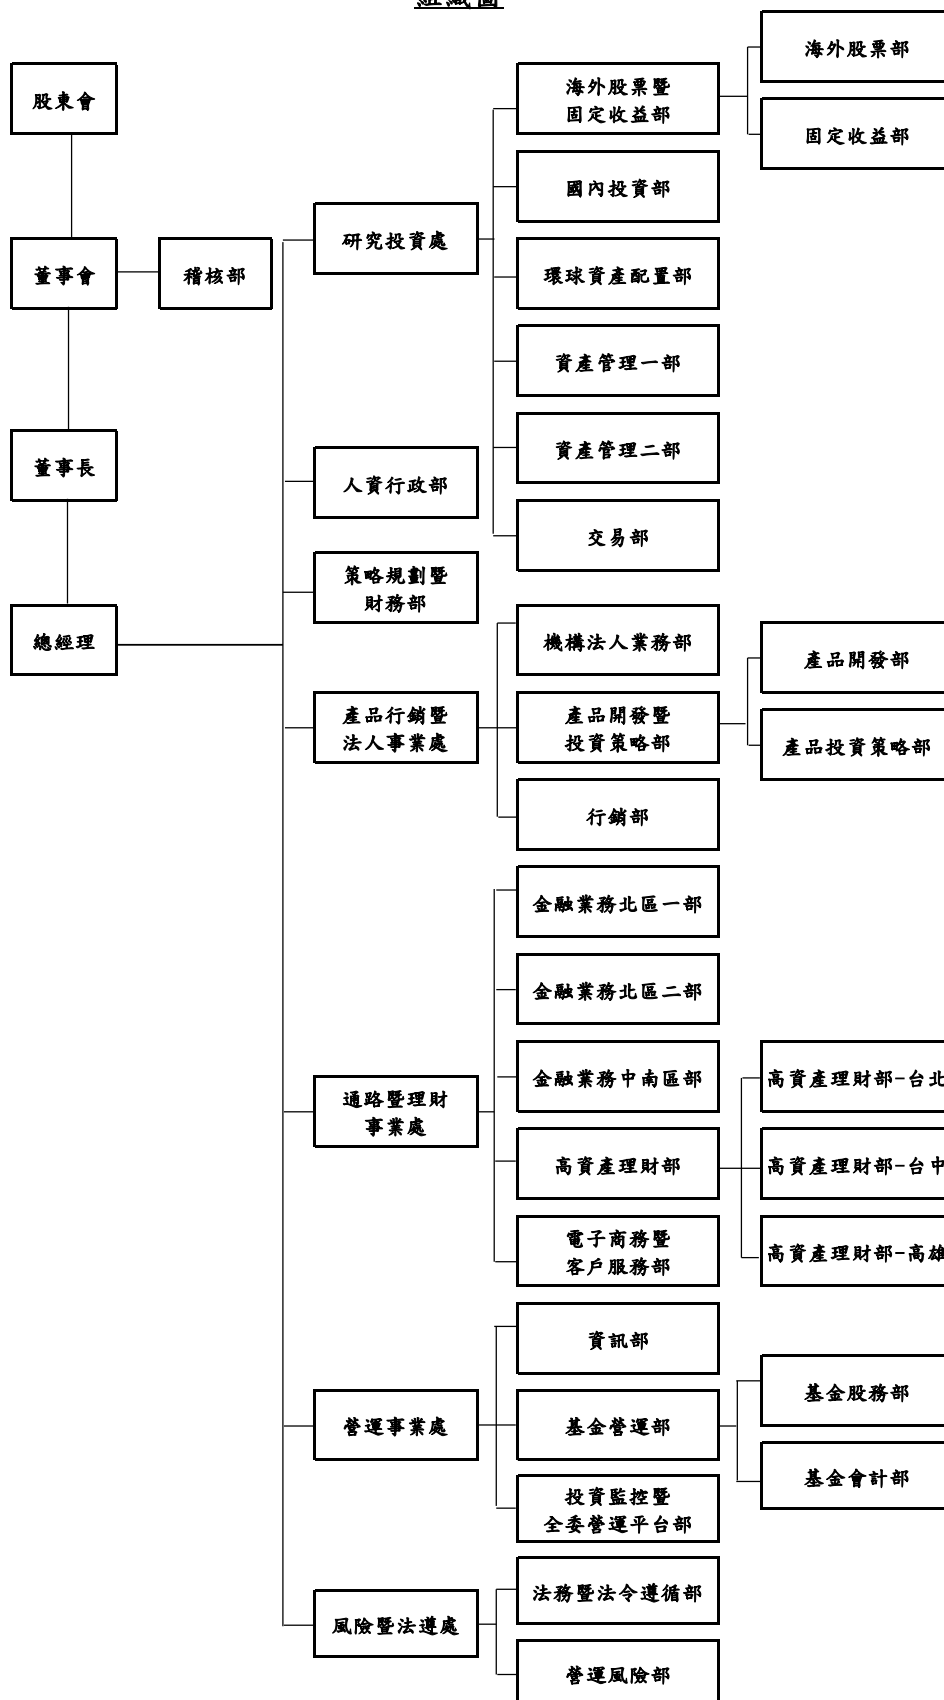 組織圖
股東會
董事會
稽核部
董事長
總經理
研究投資處
海外股票暨
固定收益部
海外股票部
固定收益部
國內投資部
環球資產配置部
資產管理一部
資產管理二部
交易部
人資行政部
策略規劃暨
財務部
產品行銷暨
法人事業處
機構法人業務部
產品開發暨
投資策略部
產品開發部
產品投資策略部
行銷部
通路暨理財
事業處
金融業務北區一部
金融業務北區二部
金融業務中南區部
高資產理財部
高資產理財部-台北
高資產理財部-台中
高資產理財部-高雄
電子商務暨
客戶服務部
營運事業處
資訊部
基金營運部
基金股務部
基金會計部
投資監控暨
全委營運平台部
風險暨法遵處
法務暨法令遵循部
營運風險部